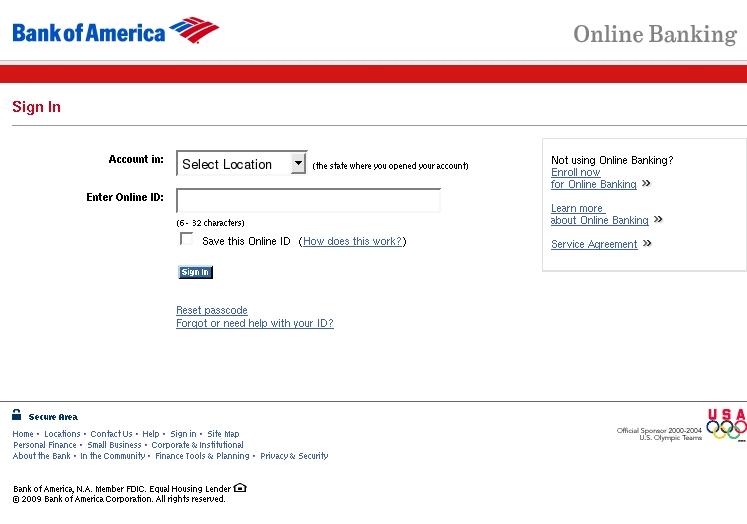 Bank of America
Online Banking
Sign In
Account in:
Select Location
(the state where you opened your account)
Enter Online ID:
(6 - 32 characters)
Save this Online ID (How does this work?)
Sign In
Reset passcode
Forgot or need help with your ID?
Not using Online Banking?
Enroll now
for Online Banking »
Learn more
about Online Banking »
Service Agreement »
Secure Area
Home • Locations • Contact Us • Help • Sign in • Site Map
Personal Finance • Small Business • Corporate & Institutional
About the Bank • In the Community • Finance Tools & Planning • Privacy & Security
Official Sponsor 2000-2004
U.S. Olympic Teams
USA
Bank of America, N.A. Member FDIC. Equal Housing Lender
© 2009 Bank of America Corporation. All rights reserved.